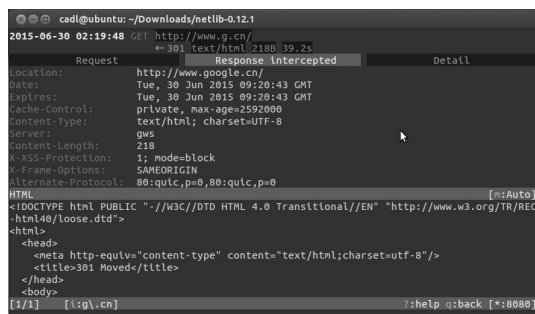 cadl@ubuntu: ~/Downloads/netlib-0.12.1
2015-06-30 02:19:48 GET http://www.g.cn/
← 301 text/html 218B 39.2s
Request Response intercepted Detail
Location: http://www.google.cn/
Date: Tue, 30 Jun 2015 09:20:43 GMT
Expires: Tue, 30 Jun 2015 09:20:43 GMT
Cache-Control: private, max-age=2592000
Content-Type: text/html; charset=UTF-8
Server: gws
Content-Length: 218
X-XSS-Protection: 1; mode=block
X-Frame-Options: SAMEORIGIN
Alternate-Protocol: 80:quic,p=0,80:quic,p=0
HTML [m:Auto]
<!DOCTYPE html PUBLIC "-//W3C//DTD HTML 4.0 Transitional//EN" "http://www.w3.org/TR/REC
-html40/loose.dtd">
<html>
<head>
<meta http-equiv="content-type" content="text/html;charset=utf-8"/>
<title>301 Moved</title>
</head>
<body>
[1/1] [i:g\.cn] ?:help q:back [*:8080]